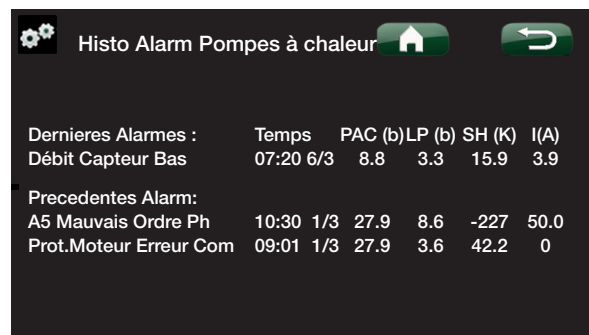 Histo Alarm Pompes à chaleur
Dernieres Alarmes : Temps PAC (b) LP (b) SH (K) I(A)
Débit Capteur Bas 07:20 6/3 8.8 3.3 15.9 3.9
Precedentes Alarm:
A5 Mauvais Ordre Ph 10:30 1/3 27.9 8.6 -227 50.0
Prot.Moteur Erreur Com 09:01 1/3 27.9 3.6 42.2 0